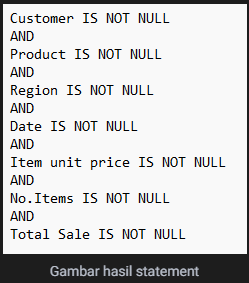 Customer IS NOT NULL
AND
Product IS NOT NULL
AND
Region IS NOT NULL
AND
Date IS NOT NULL
AND
Item unit price IS NOT NULL
AND
No.Items IS NOT NULL
AND
Total Sale IS NOT NULL
Gambar hasil statement